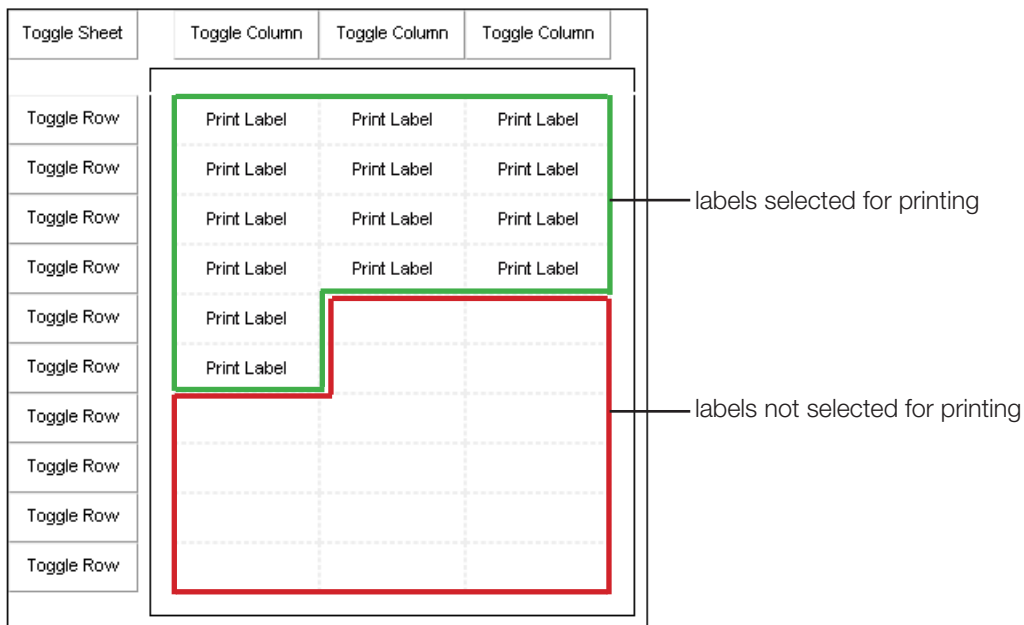 Toggle Sheet Toggle Column Toggle Column Toggle Column
Toggle Row Print Label Print Label Print Label
Toggle Row Print Label Print Label Print Label
Toggle Row Print Label Print Label Print Label
labels selected for printing
Toggle Row Print Label Print Label Print Label
Toggle Row Print Label
Toggle Row Print Label
Toggle Row
labels not selected for printing
Toggle Row
Toggle Row
Toggle Row